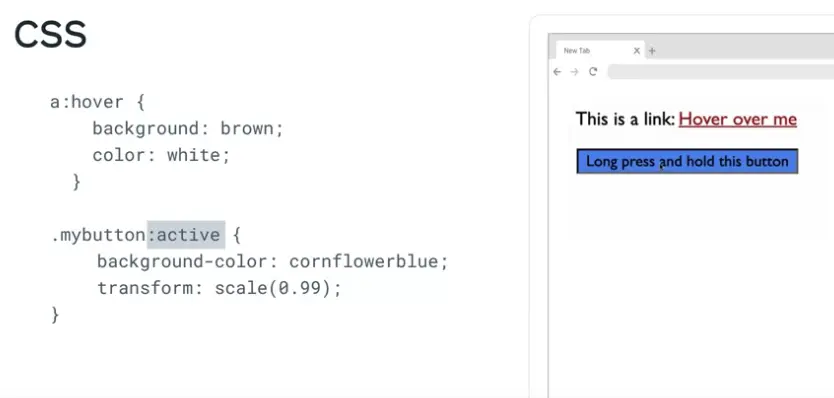 CSS
a:hover {
background: brown;
color: white;
}
.mybutton:active {
background-color: cornflowerblue;
transform: scale(0.99);
}
New Tab
This is a link: Hover over me
Long press and hold this button